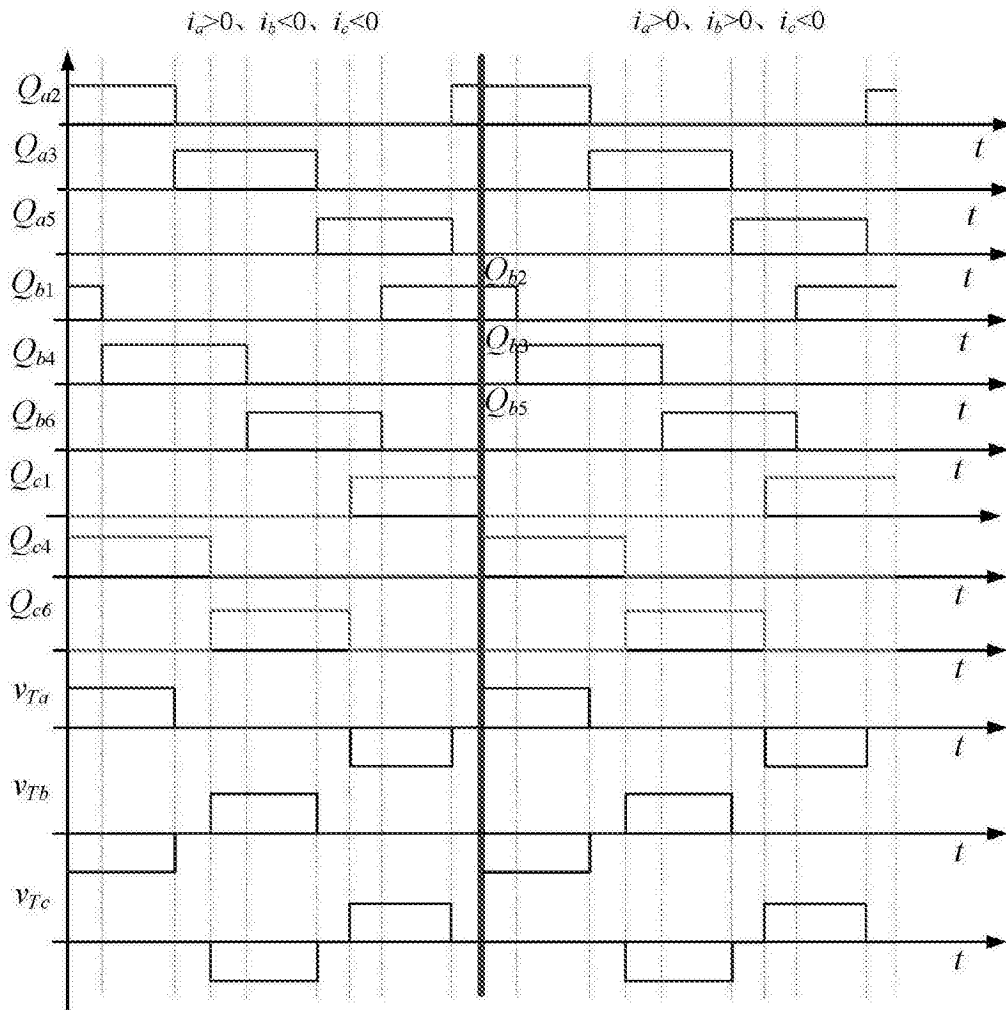 ia>0、ib<0、ic<0
ia>0、ib>0、ic<0
Qa2
t
Qa3
t
Qa5
t
Qb1
Qb2
t
Qb4
Qb3
t
Qb6
Qb5
t
Qc1
t
Qc4
t
Qc6
t
vTa
t
vTb
t
vTc
t